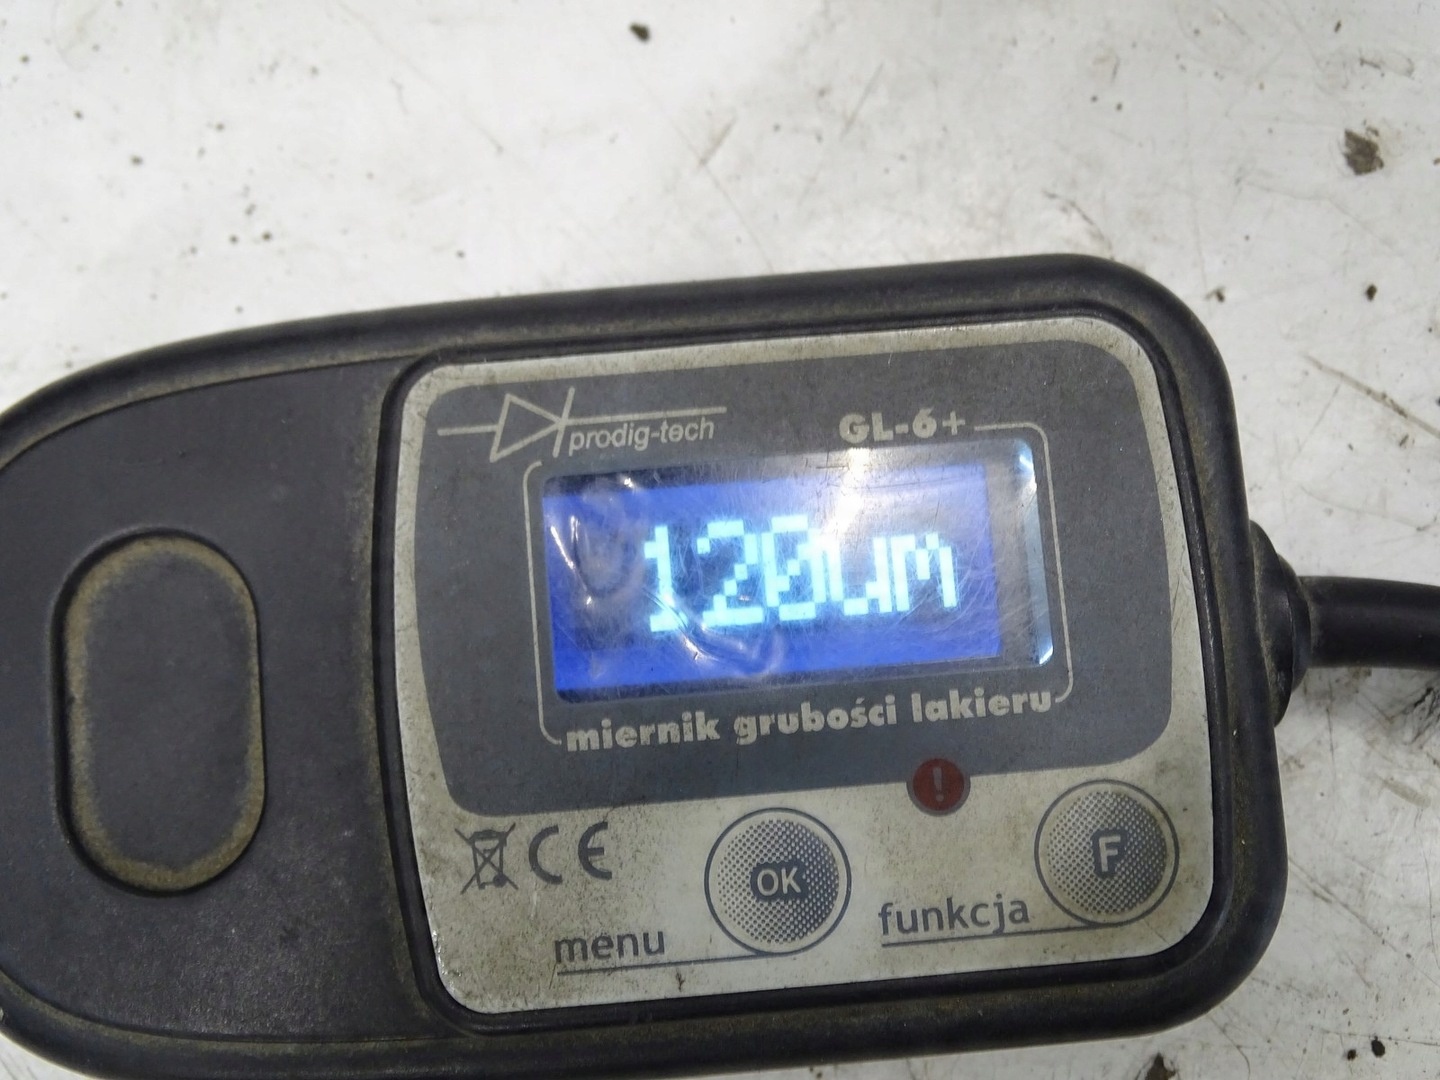 prodig-tech
GL-6+
120um
miernik grubości lakieru
!
CE
OK
F
menu
funkcja